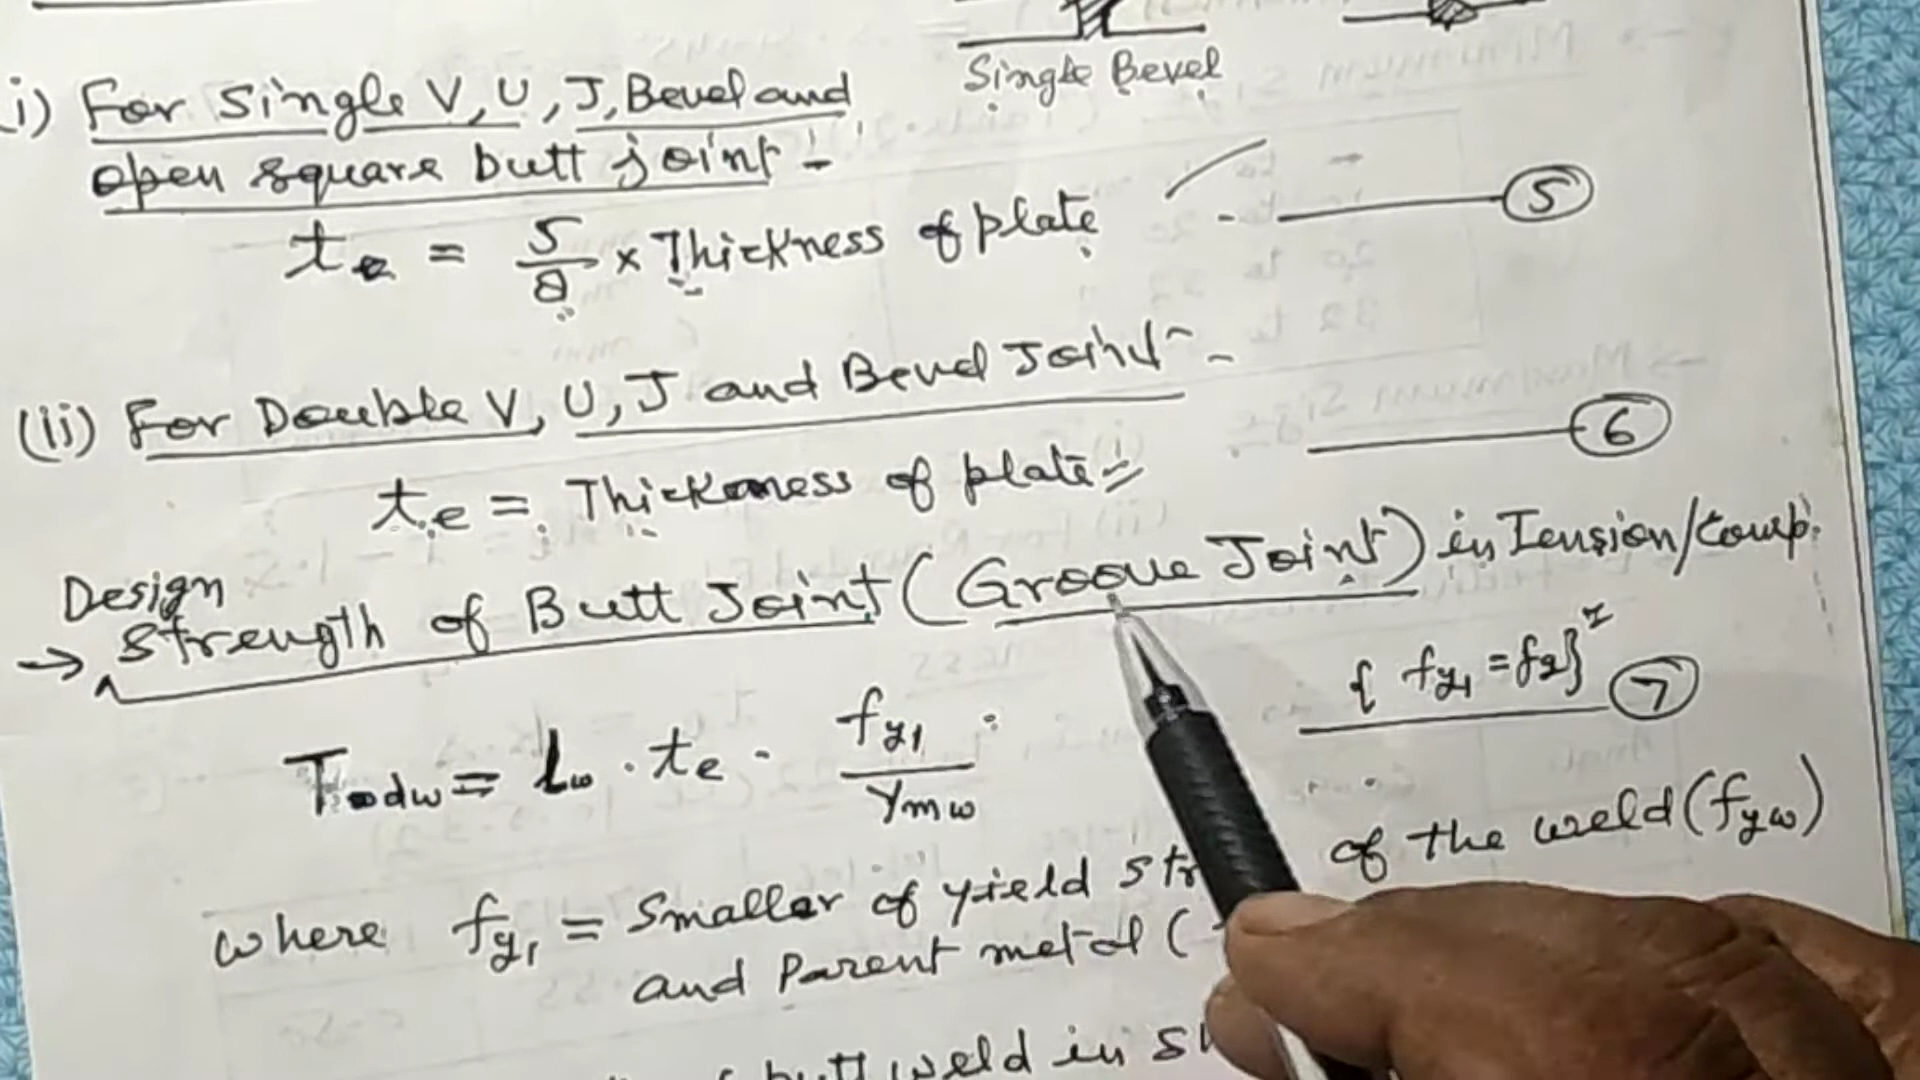 Single Bevel
i) For Single V, U, J, Bevel and
open square butt joint -
te = 5/8 × Thickness of plate - 5
(ii) For Double V, U, J and Bevel Joint -
te = Thickness of plate 6
Design
→ Strength of Butt Joint (Groove Joint) in Tension/Comp.
{ fy1 = fy} 7
Tdw = lw . te . fy1/γmw
where fy1 = Smaller of yield of the weld (fyw)
and Parent metal (
butt weld in